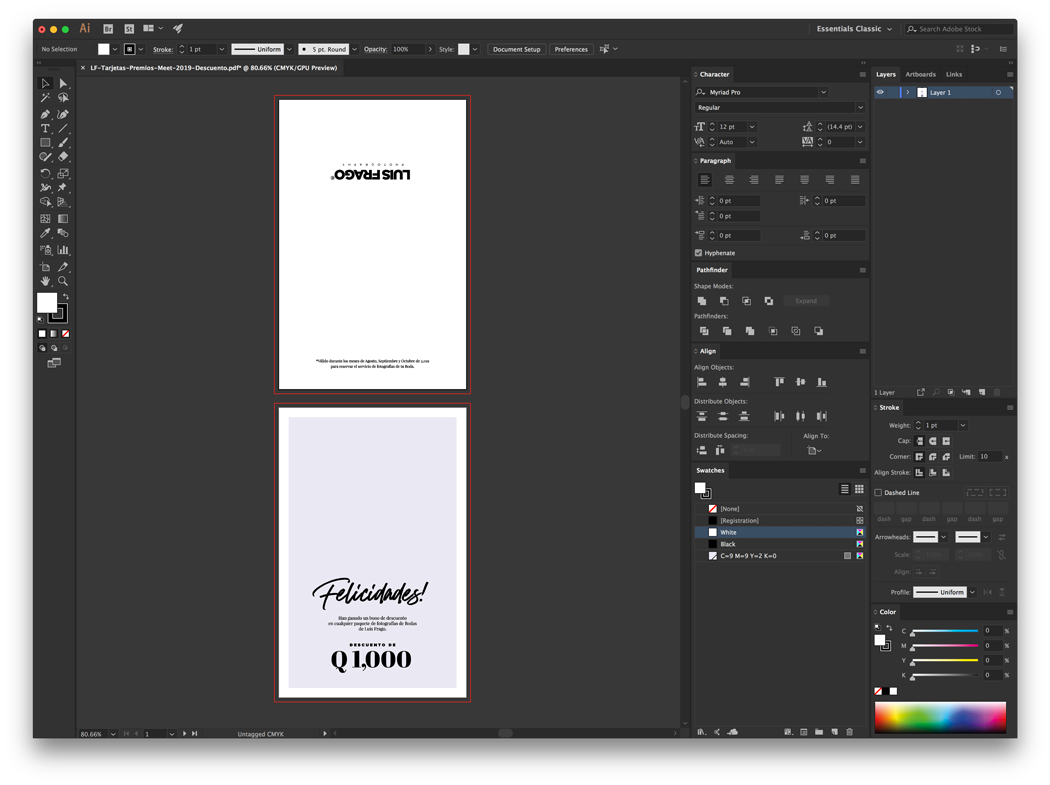 Ai Br St Essentials Classic Search Adobe Stock
No Selection Stroke: 1 pt Uniform 5 pt. Round Opacity: 100% Style: Document Setup Preferences
× LF-Tarjetas-Premios-Meet-2019-Descuento.pdf* @ 80.66% (CMYK/GPU Preview)
PHOTOGRAPHY
LUIS FRAGO®
*Válido durante los meses de Agosto, Septiembre y Octubre de 2,019
para reservar el servicio de fotografías de tu Boda.
Felicidades!
Has ganado un bono de descuento
en cualquier paquete de fotografías de Bodas
de Luis Frago.
DESCUENTO DE
Q 1,000
80.66% 1 Untagged CMYK
Character
Myriad Pro
Regular
12 pt (14.4 pt)
Auto 0
Paragraph
0 pt 0 pt
0 pt
0 pt 0 pt
Hyphenate
Pathfinder
Shape Modes:
Expand
Pathfinders:
Align
Align Objects:
Distribute Objects:
Distribute Spacing: Align To:
Swatches
[None]
[Registration]
White
Black
C=9 M=9 Y=2 K=0
Layers Artboards Links
Layer 1
1 Layer
Stroke
Weight: 1 pt
Cap:
Corner: Limit: 10 x
Align Stroke:
Dashed Line
dash gap dash gap dash gap
Arrowheads:
Scale:
Align:
Profile: Uniform
Color
C 0 %
M 0 %
Y 0 %
K 0 %